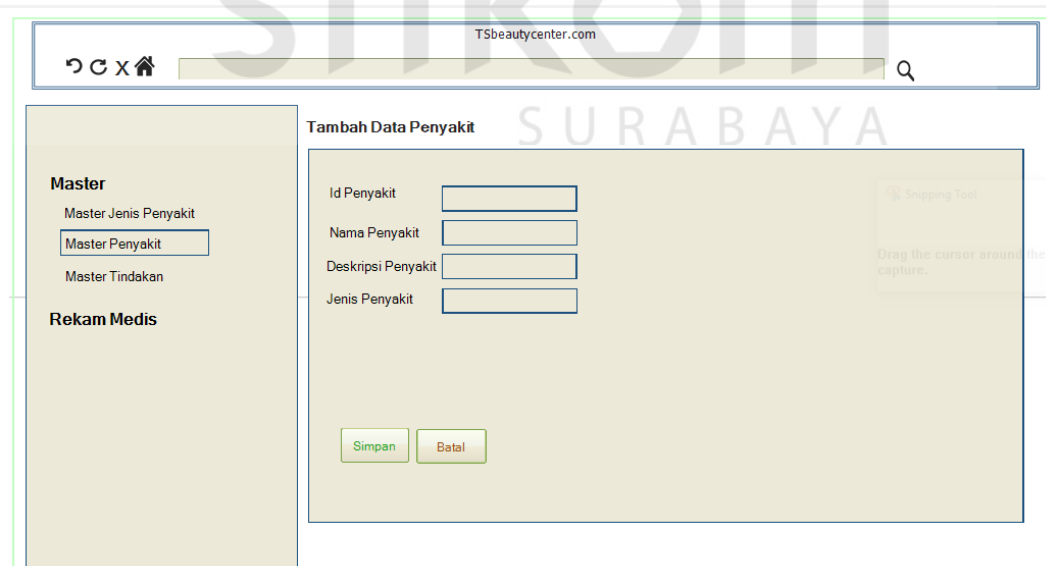 TSbeautycenter.com
X
SURABAYA
Tambah Data Penyakit
Master
Master Jenis Penyakit
Master Penyakit
Master Tindakan
Rekam Medis
Id Penyakit
Nama Penyakit
Deskripsi Penyakit
Jenis Penyakit
Snipping Tool
Drag the cursor around the
capture.
Simpan
Batal